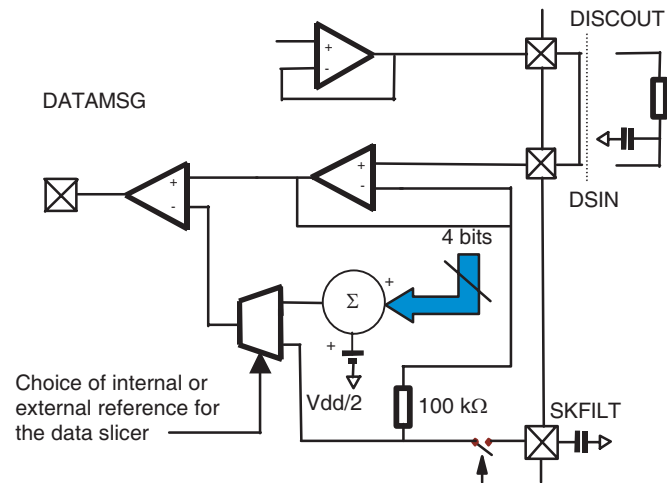 DISCOUT
+
-
DATAMSG
+
-
+
-
DSIN
4 bits
Σ
+
+
Vdd/2
Choice of internal or
external reference for
the data slicer
100 kΩ
SKFILT